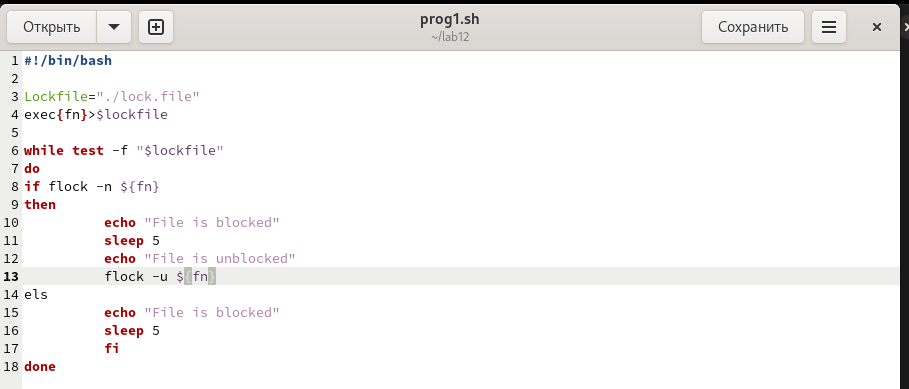 Открыть
prog1.sh
~/lab12
Сохранить
1 #!/bin/bash
2
3 Lockfile="./lock.file"
4 exec{fn}>$lockfile
5
6 while test -f "$lockfile"
7 do
8 if flock -n ${fn}
9 then
10 echo "File is blocked"
11 sleep 5
12 echo "File is unblocked"
13 flock -u ${fn}
14 els
15 echo "File is blocked"
16 sleep 5
17 fi
18 done